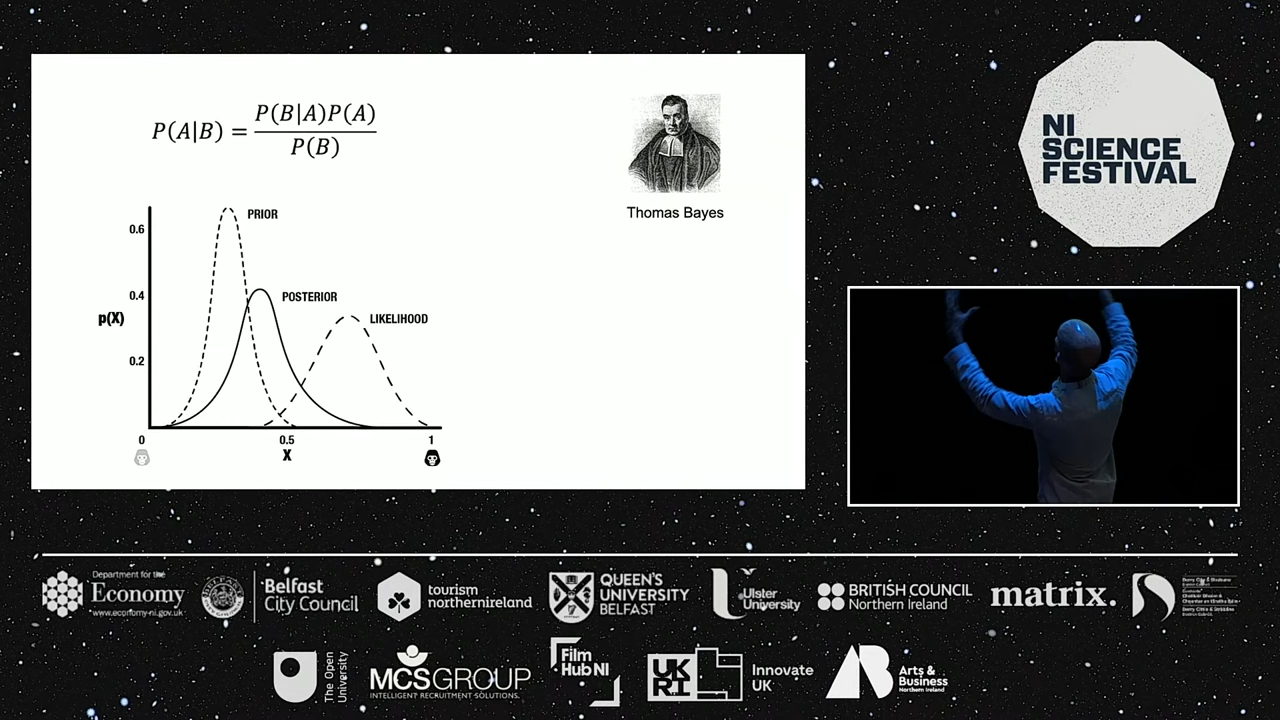 P(A|B) = P(B|A)P(A) / P(B)
Thomas Bayes
PRIOR
0.6
0.4
POSTERIOR
p(X)
LIKELIHOOD
0.2
0
0.5
1
X
NI
SCIENCE
FESTIVAL
Department for the
Economy
www.economy-ni.gov.uk
Belfast
City Council
tourism
northernireland
QUEEN'S
UNIVERSITY
BELFAST
Ulster
University
BRITISH COUNCIL
Northern Ireland
matrix.
The Open
University
MCSGROUP
INTELLIGENT RECRUITMENT SOLUTIONS.
Film
Hub NI
UK
RI
Innovate
UK
AB
Arts &
Business
Northern Ireland